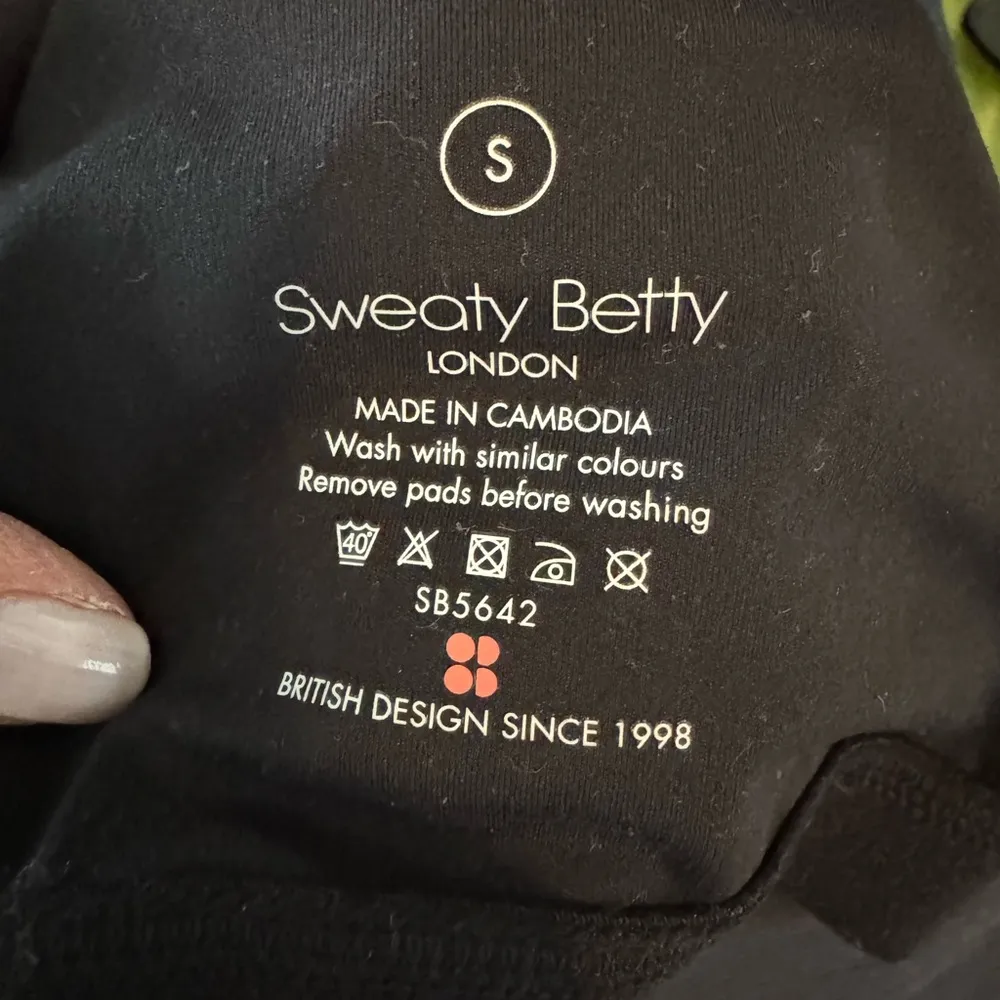 S
Sweaty Betty
LONDON
MADE IN CAMBODIA
Wash with similar colours
Remove pads before washing
40°
SB5642
BRITISH DESIGN SINCE 1998